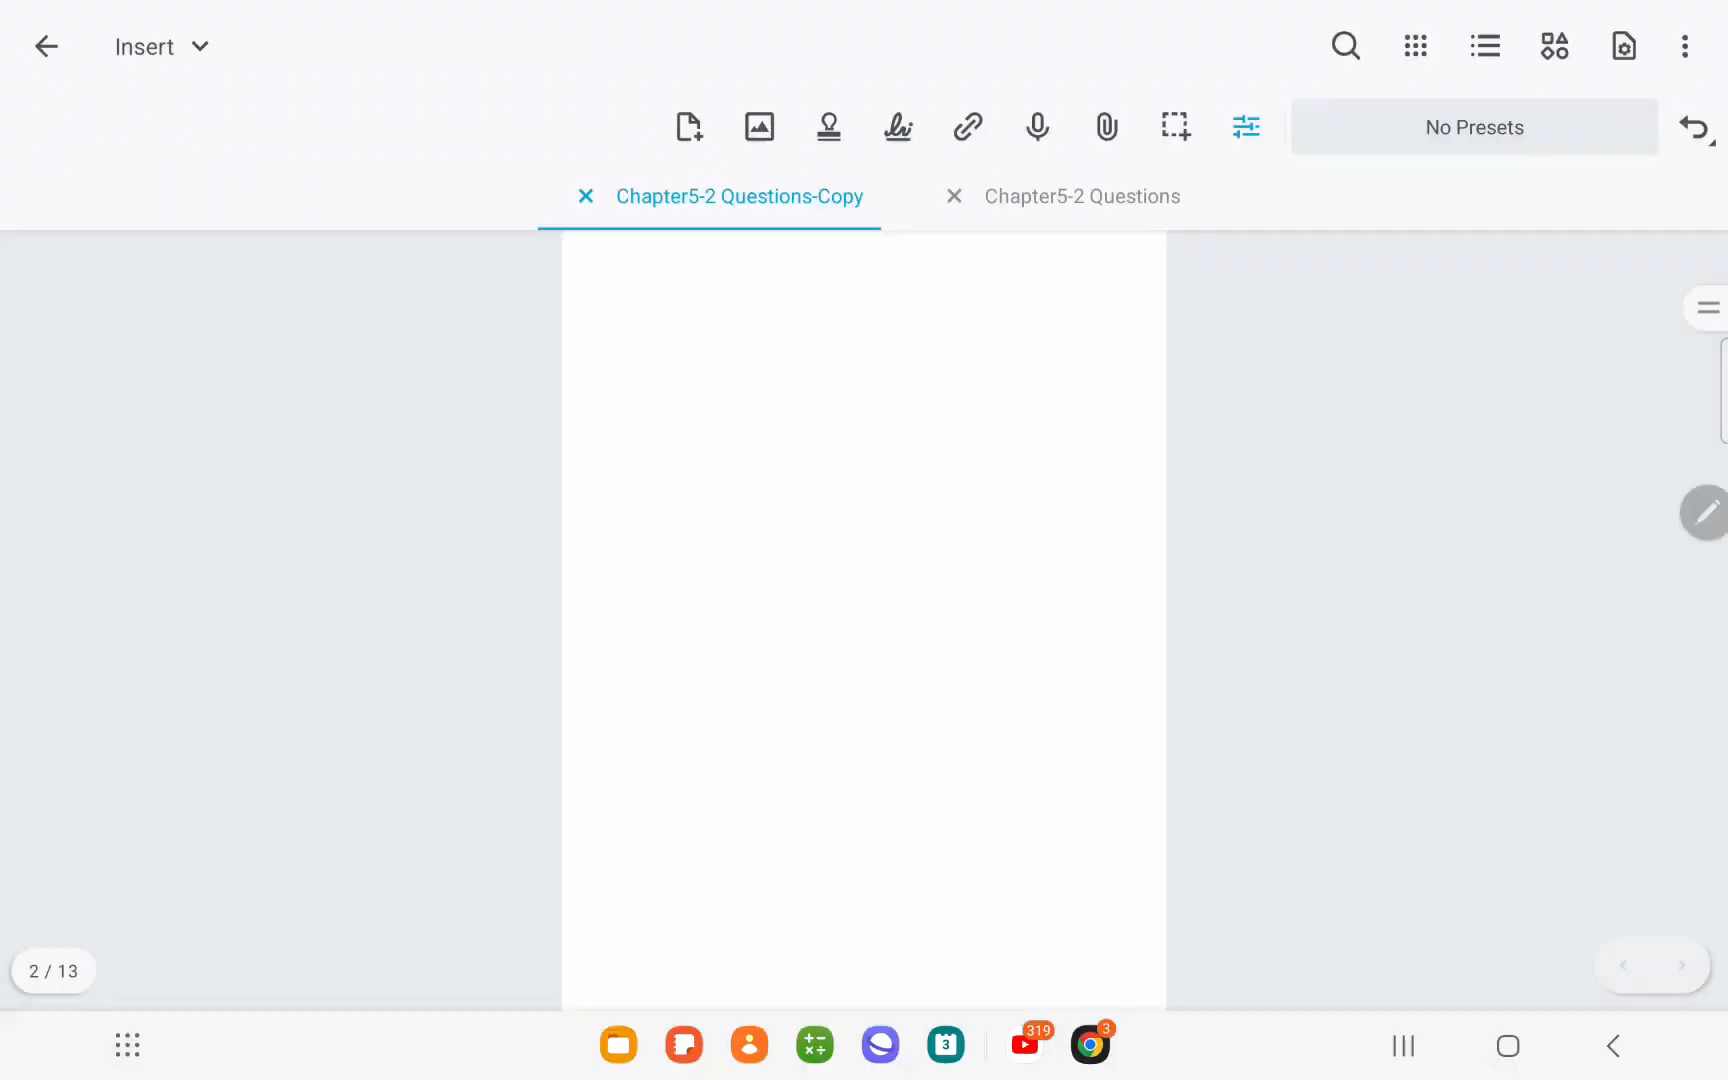 Insert
No Presets
Chapter5-2 Questions-Copy
Chapter5-2 Questions
2 / 13
3
319
3